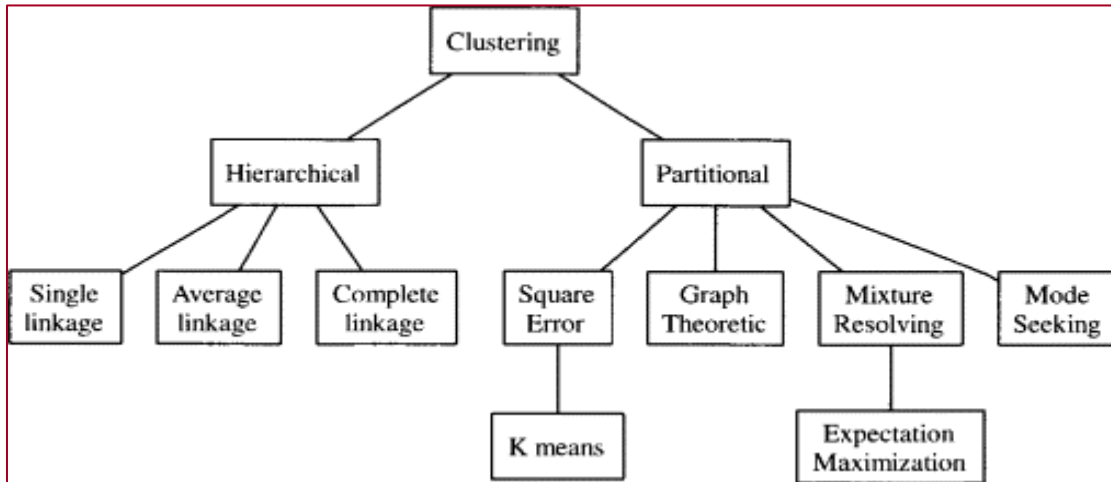 Clustering
Hierarchical
Partitional
Single
linkage
Average
linkage
Complete
linkage
Square
Error
Graph
Theoretic
Mixture
Resolving
Mode
Seeking
K means
Expectation
Maximization